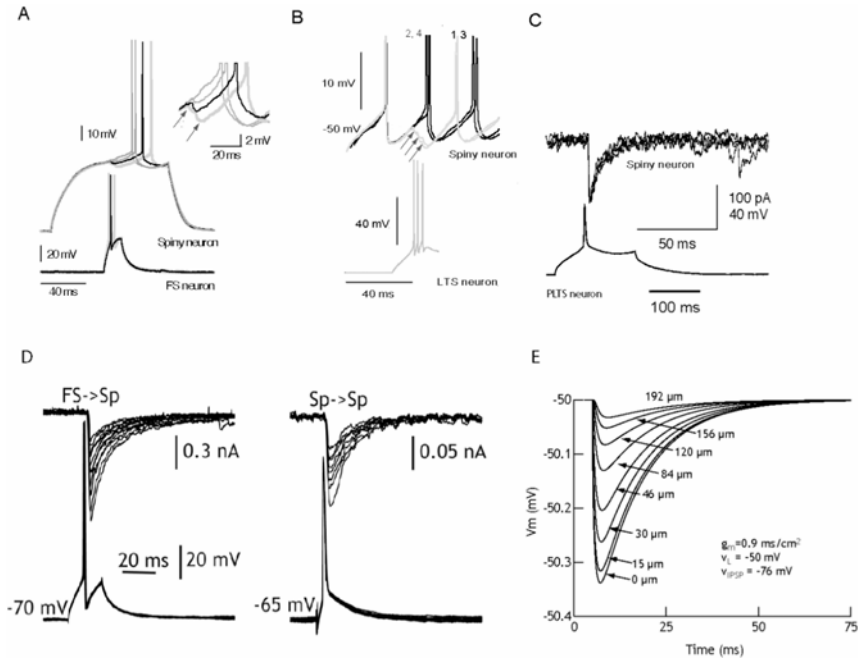 A
10 mV
20 ms
2 mV
Spiny neuron
20 mV
40 ms
FS neuron
B
2, 4
1,3
10 mV
-50 mV
Spiny neuron
40 mV
40 ms
LTS neuron
C
Spiny neuron
100 pA
40 mV
50 ms
PLTS neuron
100 ms
D
FS->Sp
0.3 nA
20 ms
20 mV
-70 mV
Sp->Sp
0.05 nA
-65 mV
E
-50
-50.1
-50.2
-50.3
-50.4
Vm (mV)
192 µm
156 µm
120 µm
84 µm
46 µm
30 µm
15 µm
0 µm
gm=0.9 ms/cm2
vL = -50 mV
vIPSP = -76 mV
0
25
50
75
Time (ms)